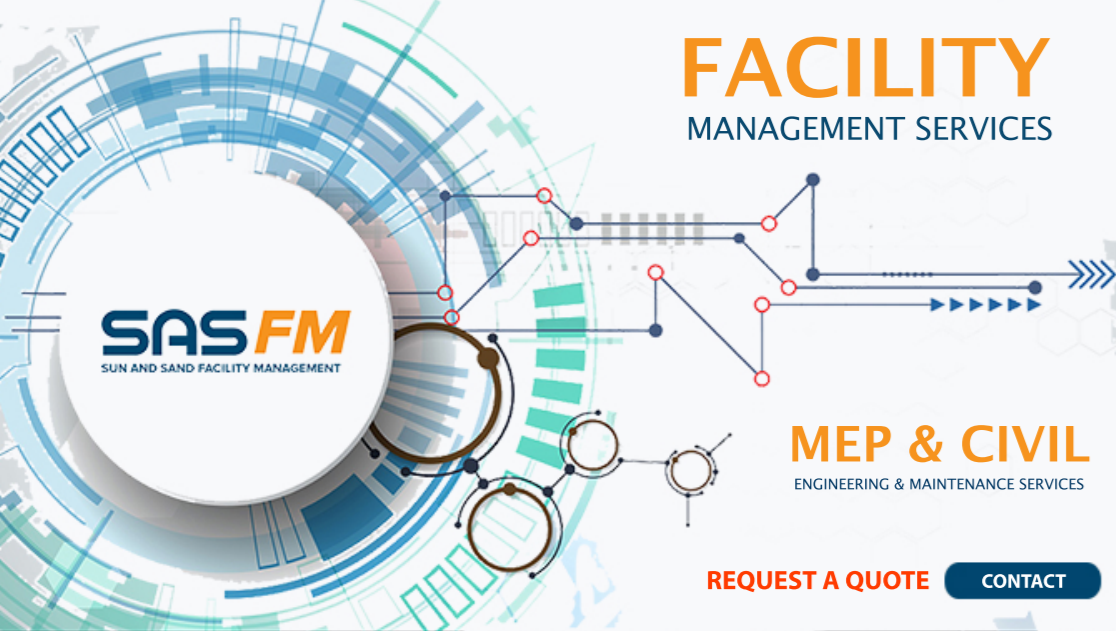 FACILITY
MANAGEMENT SERVICES
SAS FM
SUN AND SAND FACILITY MANAGEMENT
MEP & CIVIL
ENGINEERING & MAINTENANCE SERVICES
REQUEST A QUOTE
CONTACT